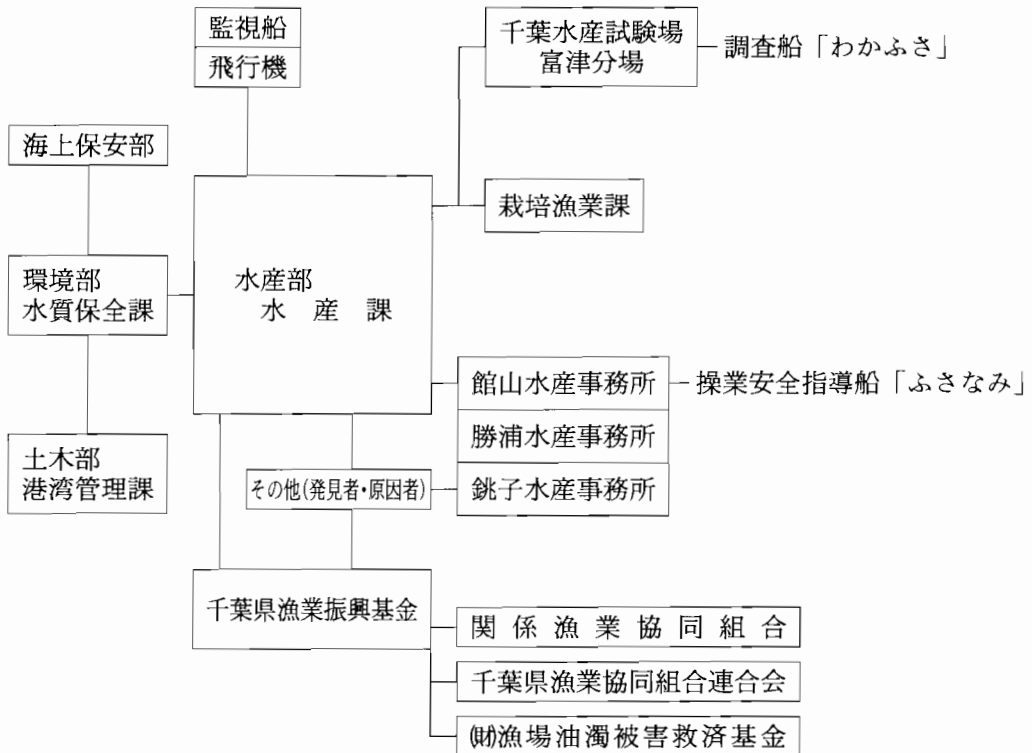 監視船
飛行機
千葉水産試験場
富津分場
調査船「わかふさ」
海上保安部
栽培漁業課
環境部
水質保全課
水産部
水産課
館山水産事務所
操業安全指導船「ふさなみ」
勝浦水産事務所
土木部
港湾管理課
その他(発見者・原因者)
銚子水産事務所
千葉県漁業振興基金
関係漁業協同組合
千葉県漁業協同組合連合会
㈶漁場油濁被害救済基金